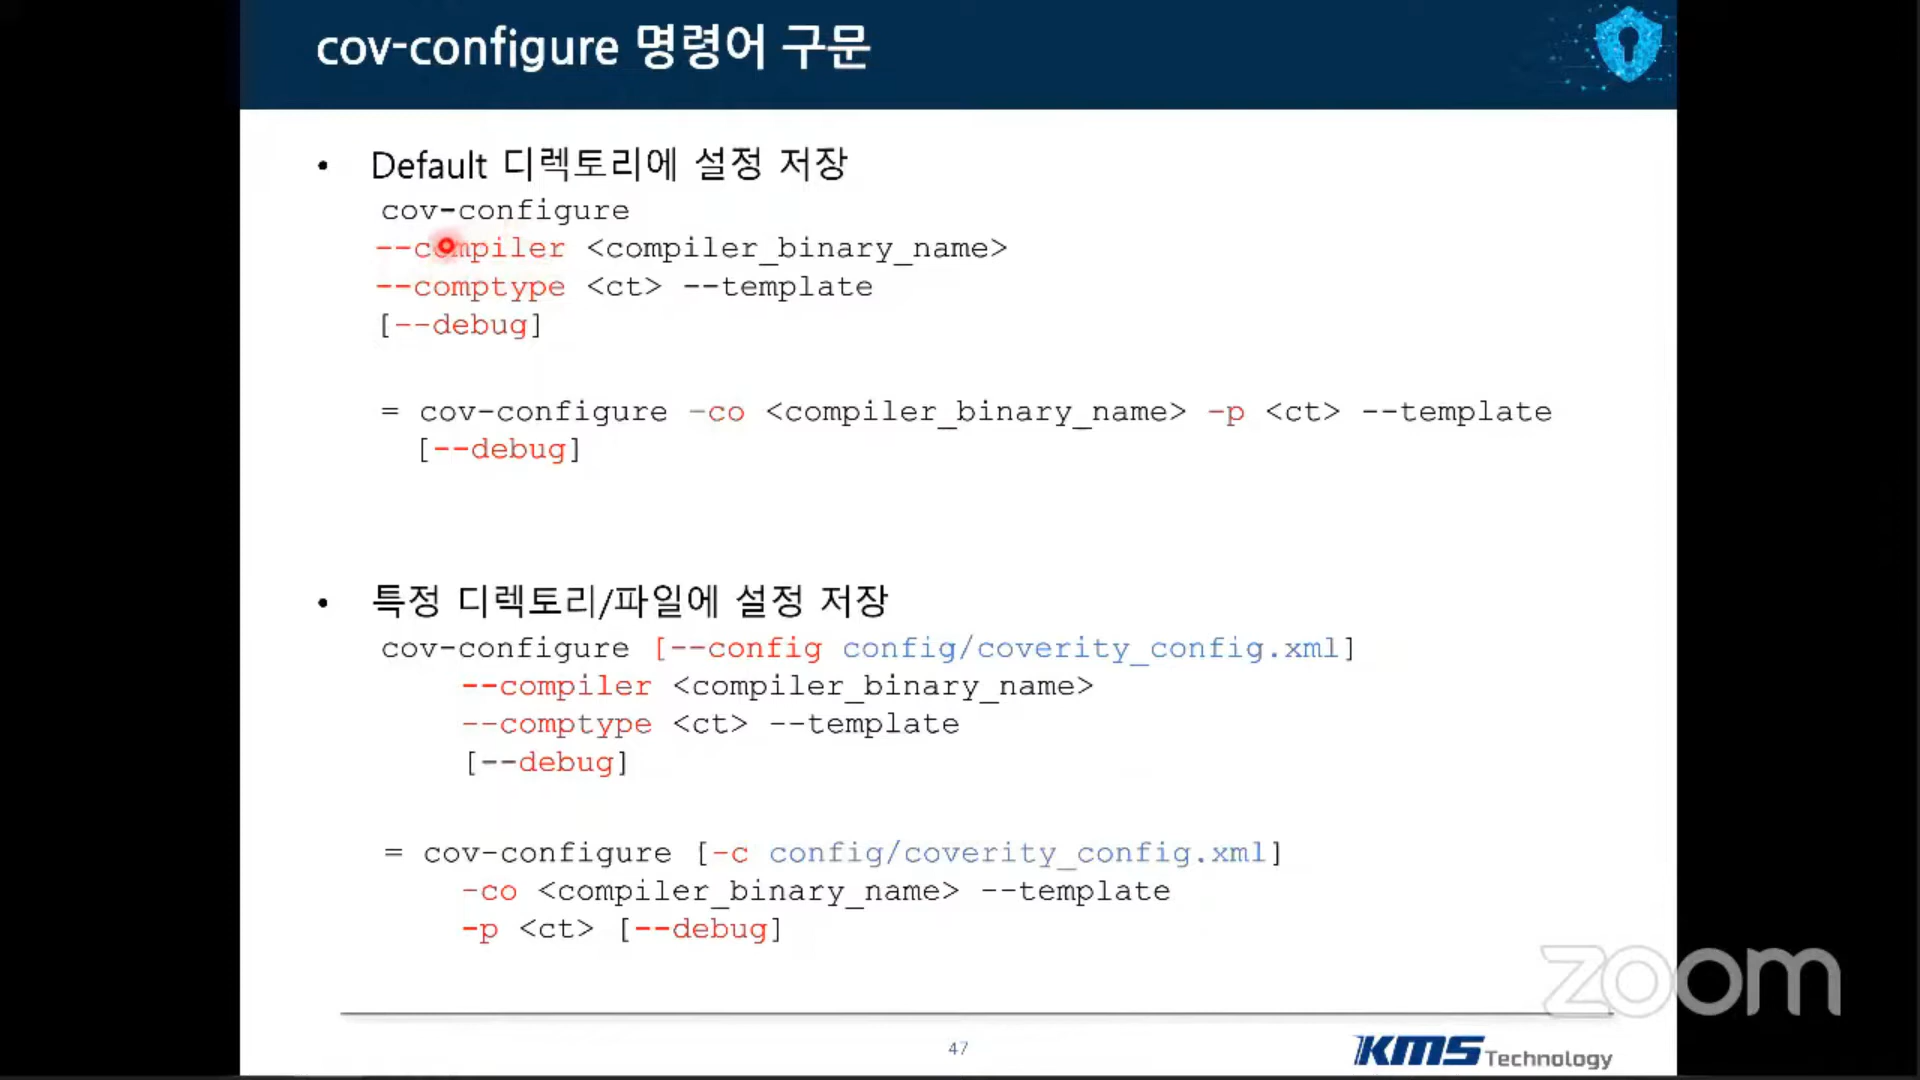 cov-configure 명령어 구문
• Default 디렉토리에 설정 저장
cov-configure
--compiler <compiler_binary_name>
--comptype <ct> --template
[--debug]
= cov-configure -co <compiler_binary_name> -p <ct> --template
[--debug]
• 특정 디렉토리/파일에 설정 저장
cov-configure [--config config/coverity_config.xml]
--compiler <compiler_binary_name>
--comptype <ct> --template
[--debug]
= cov-configure [-c config/coverity_config.xml]
-co <compiler_binary_name> --template
-p <ct> [--debug]
zoom
47
KMS Technology